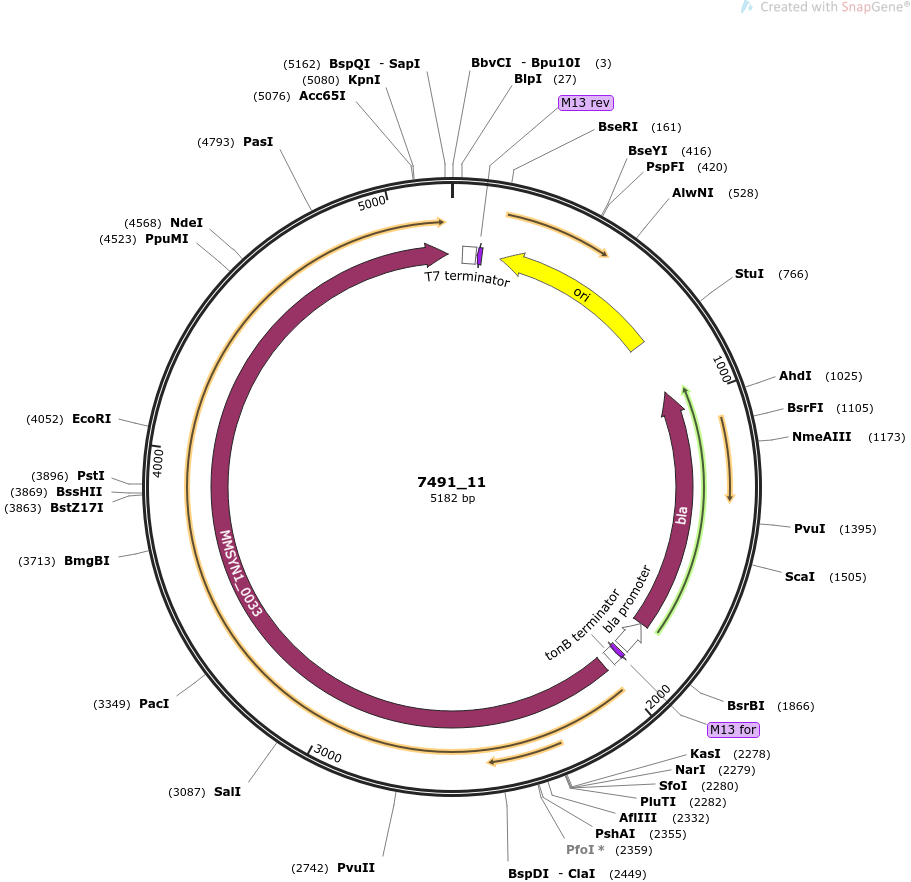 Created with SnapGene®
(5162) BspQI - SapI
(5080) KpnI
(5076) Acc65I
(4793) PasI
(4568) NdeI
(4523) PpuMI
(4052) EcoRI
(3896) PstI
(3869) BssHII
(3863) BstZ17I
(3713) BmgBI
(3349) PacI
(3087) SalI
(2742) PvuII
BbvCI - Bpu10I (3)
BlpI (27)
M13 rev
BseRI (161)
BseYI (416)
PspFI (420)
AlwNI (528)
StuI (766)
AhdI (1025)
BsrFI (1105)
NmeAIII (1173)
PvuI (1395)
ScaI (1505)
BsrBI (1866)
M13 for
KasI (2278)
NarI (2279)
SfoI (2280)
PluTI (2282)
AflIII (2332)
PshAI (2355)
PfoI * (2359)
BspDI - ClaI (2449)
5000
1000
2000
3000
4000
T7 terminator
ori
bla
bla promoter
tonB terminator
MMSYN1_0033
7491_11
5182 bp